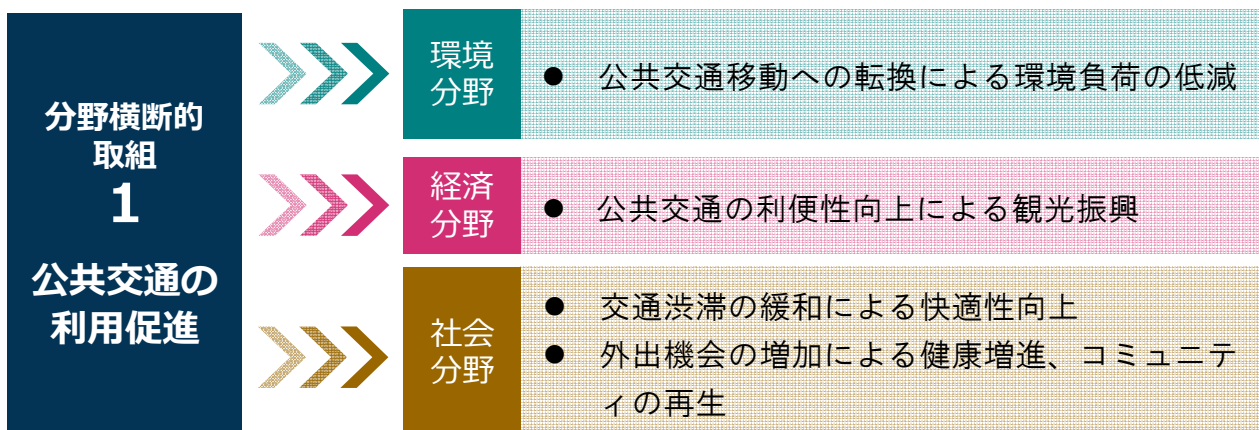 分野横断的
取組
1
公共交通の
利用促進
環境
分野
● 公共交通移動への転換による環境負荷の低減
経済
分野
● 公共交通の利便性向上による観光振興
社会
分野
● 交通渋滞の緩和による快適性向上
● 外出機会の増加による健康増進、コミュニテ
ィの再生